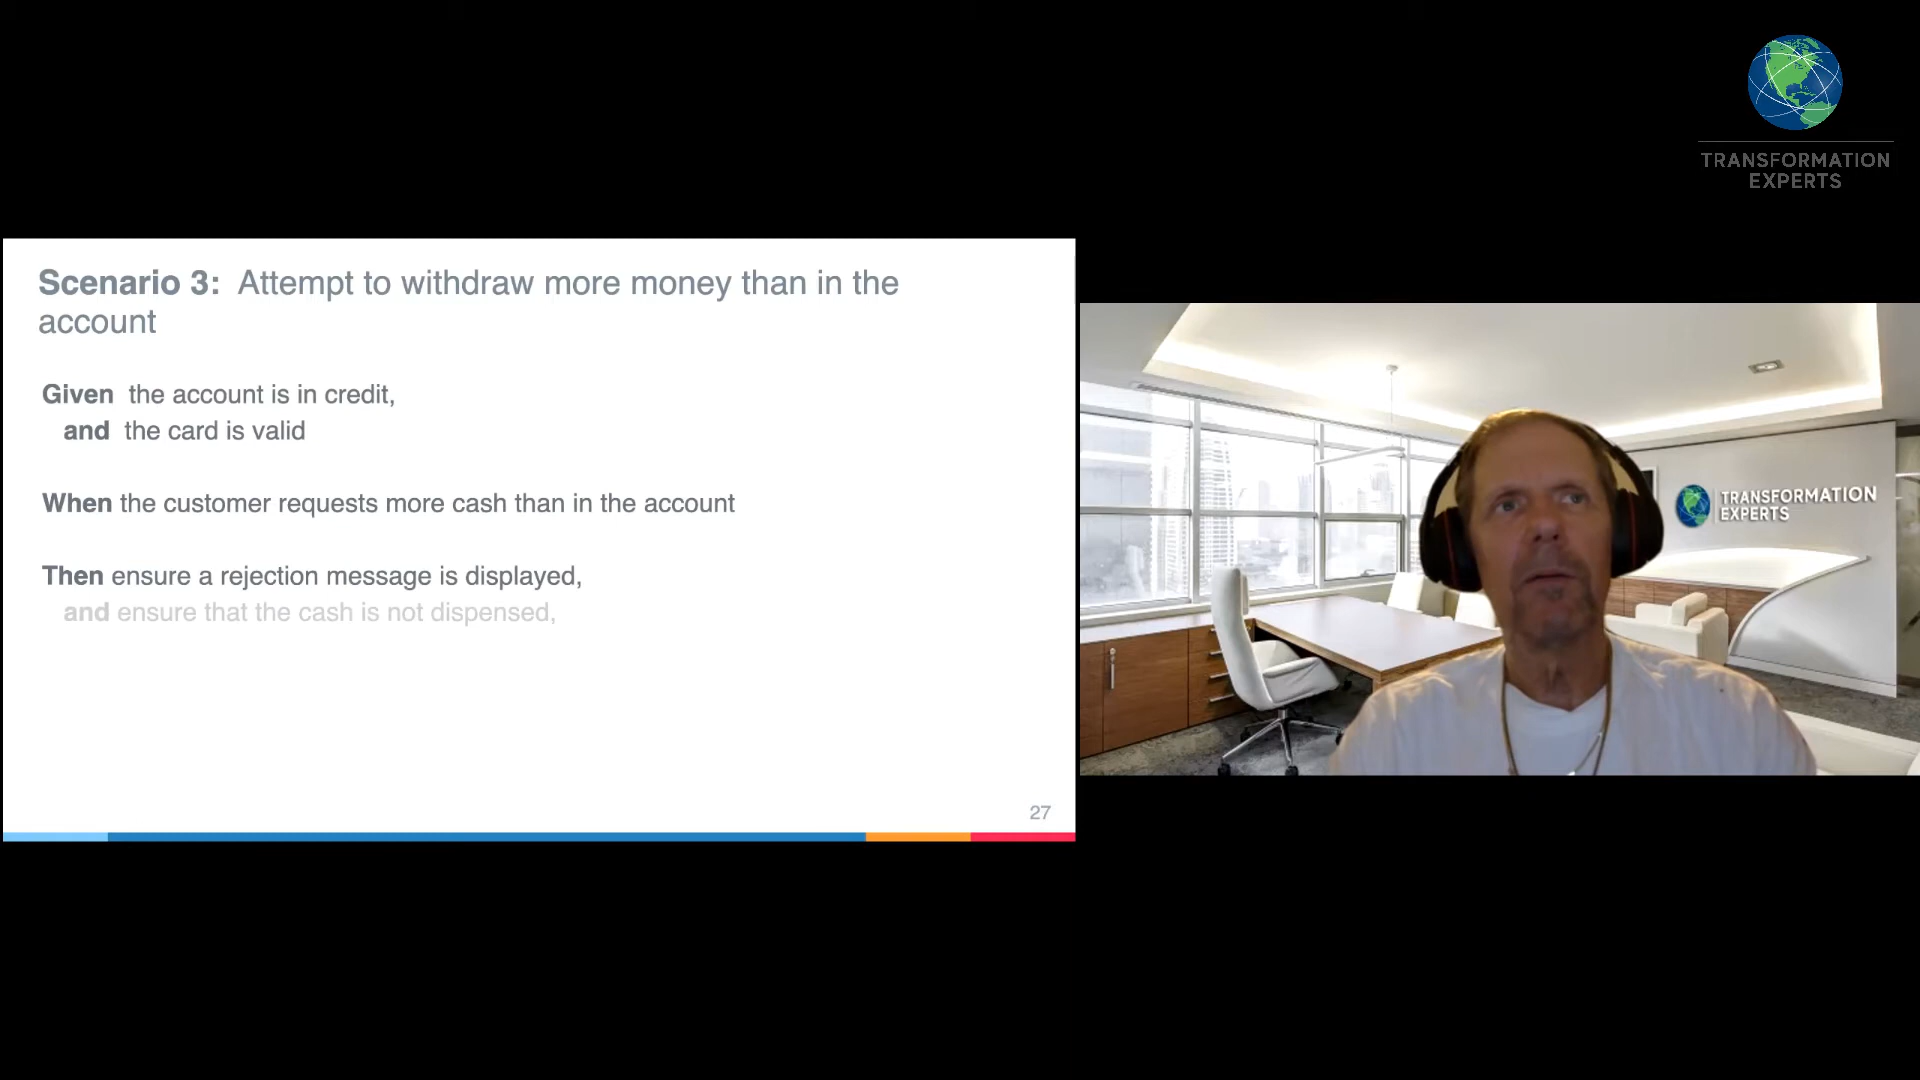 TRANSFORMATION
EXPERTS
Scenario 3: Attempt to withdraw more money than in the
account
Given the account is in credit,
and the card is valid
When the customer requests more cash than in the account
Then ensure a rejection message is displayed,
and ensure that the cash is not dispensed,
27
TRANSFORMATION
EXPERTS